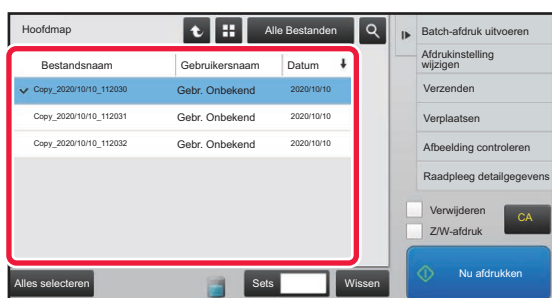 Hoofdmap Alle Bestanden
Bestandsnaam Gebruikersnaam Datum
Copy_2020/10/10_112030 Gebr. Onbekend 2020/10/10
Copy_2020/10/10_112031 Gebr. Onbekend 2020/10/10
Copy_2020/10/10_112032 Gebr. Onbekend 2020/10/10
Alles selecteren Sets Wissen
Batch-afdruk uitvoeren
Afdrukinstelling
wijzigen
Verzenden
Verplaatsen
Afbeelding controleren
Raadpleeg detailgegevens
Verwijderen
Z/W-afdruk
CA
Nu afdrukken